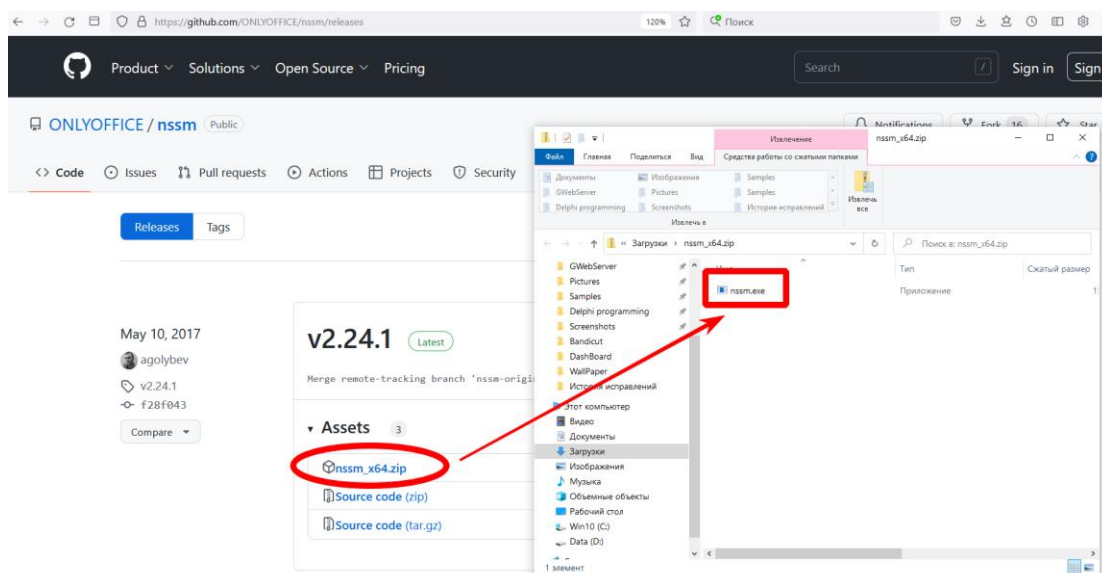 https://github.com/ONLYOFFICE/nssm/releases
120%
Поиск
Product
Solutions
Open Source
Pricing
Search
/
Sign in
Sign
ONLYOFFICE / nssm
Public
Notifications
Fork 16
Star
Code
Issues
Pull requests
Actions
Projects
Security
Releases
Tags
May 10, 2017
agolybev
v2.24.1
f28f043
Compare
v2.24.1
Latest
Merge remote-tracking branch 'nssm-origi
Assets 3
nssm_x64.zip
Source code (zip)
Source code (tar.gz)
Извлечение
nssm_x64.zip
Файл
Главная
Поделиться
Вид
Средства работы со сжатыми папками
Документы
Изображения
Samples
GWebServer
Pictures
Samples
Delphi programming
Screenshots
История исправлений
Извлечь
все
Извлечь в
« Загрузки › nssm_x64.zip
Поиск в: nssm_x64.zip
GWebServer
Pictures
Samples
Delphi programming
Screenshots
Bandicut
DashBoard
WallPaper
История исправлений
Этот компьютер
Видео
Документы
Загрузки
Изображения
Музыка
Объемные объекты
Рабочий стол
Win10 (C:)
Data (D:)
Тип
Сжатый размер
nssm.exe
Приложение
1 элемент